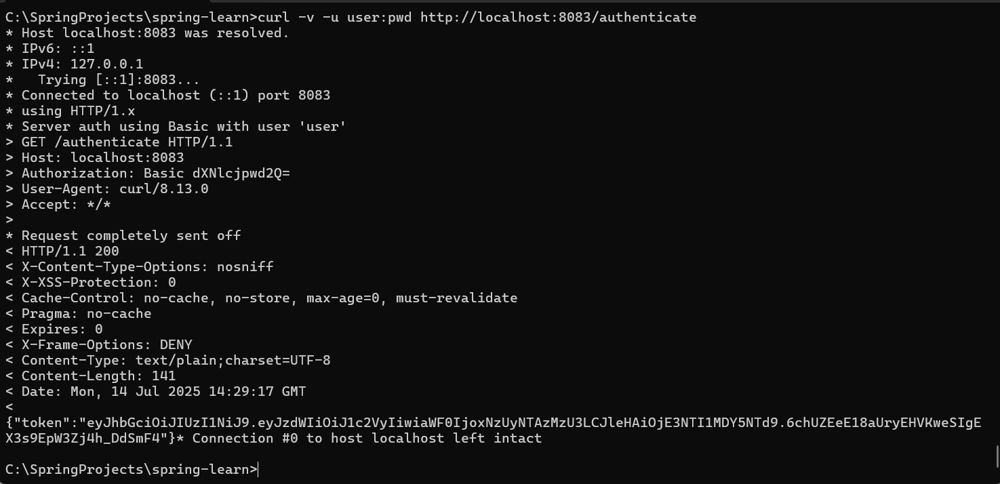 C:\SpringProjects\spring-learn>curl -v -u user:pwd http://localhost:8083/authenticate
* Host localhost:8083 was resolved.
* IPv6: ::1
* IPv4: 127.0.0.1
*   Trying [::1]:8083...
* Connected to localhost (::1) port 8083
* using HTTP/1.x
* Server auth using Basic with user 'user'
> GET /authenticate HTTP/1.1
> Host: localhost:8083
> Authorization: Basic dXNlcjpwd2Q=
> User-Agent: curl/8.13.0
> Accept: */*
>
* Request completely sent off
< HTTP/1.1 200
< X-Content-Type-Options: nosniff
< X-XSS-Protection: 0
< Cache-Control: no-cache, no-store, max-age=0, must-revalidate
< Pragma: no-cache
< Expires: 0
< X-Frame-Options: DENY
< Content-Type: text/plain;charset=UTF-8
< Content-Length: 141
< Date: Mon, 14 Jul 2025 14:29:17 GMT
<
{"token":"eyJhbGciOiJIUzI1NiJ9.eyJzdWIiOiJ1c2VyIiwiaWF0IjoxNzUyNTAzMzU3LCJleHAiOjE3NTI1MDY5NTd9.6chUZEeE18aUryEHVKweSIgE
X3s9EpW3Zj4h_DdSmF4"}* Connection #0 to host localhost left intact
C:\SpringProjects\spring-learn>